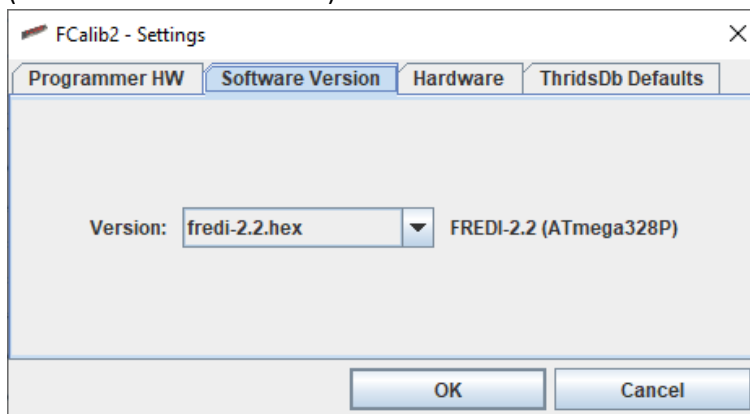 FCalib2 - Settings
Programmer HW Software Version Hardware ThridsDb Defaults
Version: fredi-2.2.hex FREDI-2.2 (ATmega328P)
OK Cancel